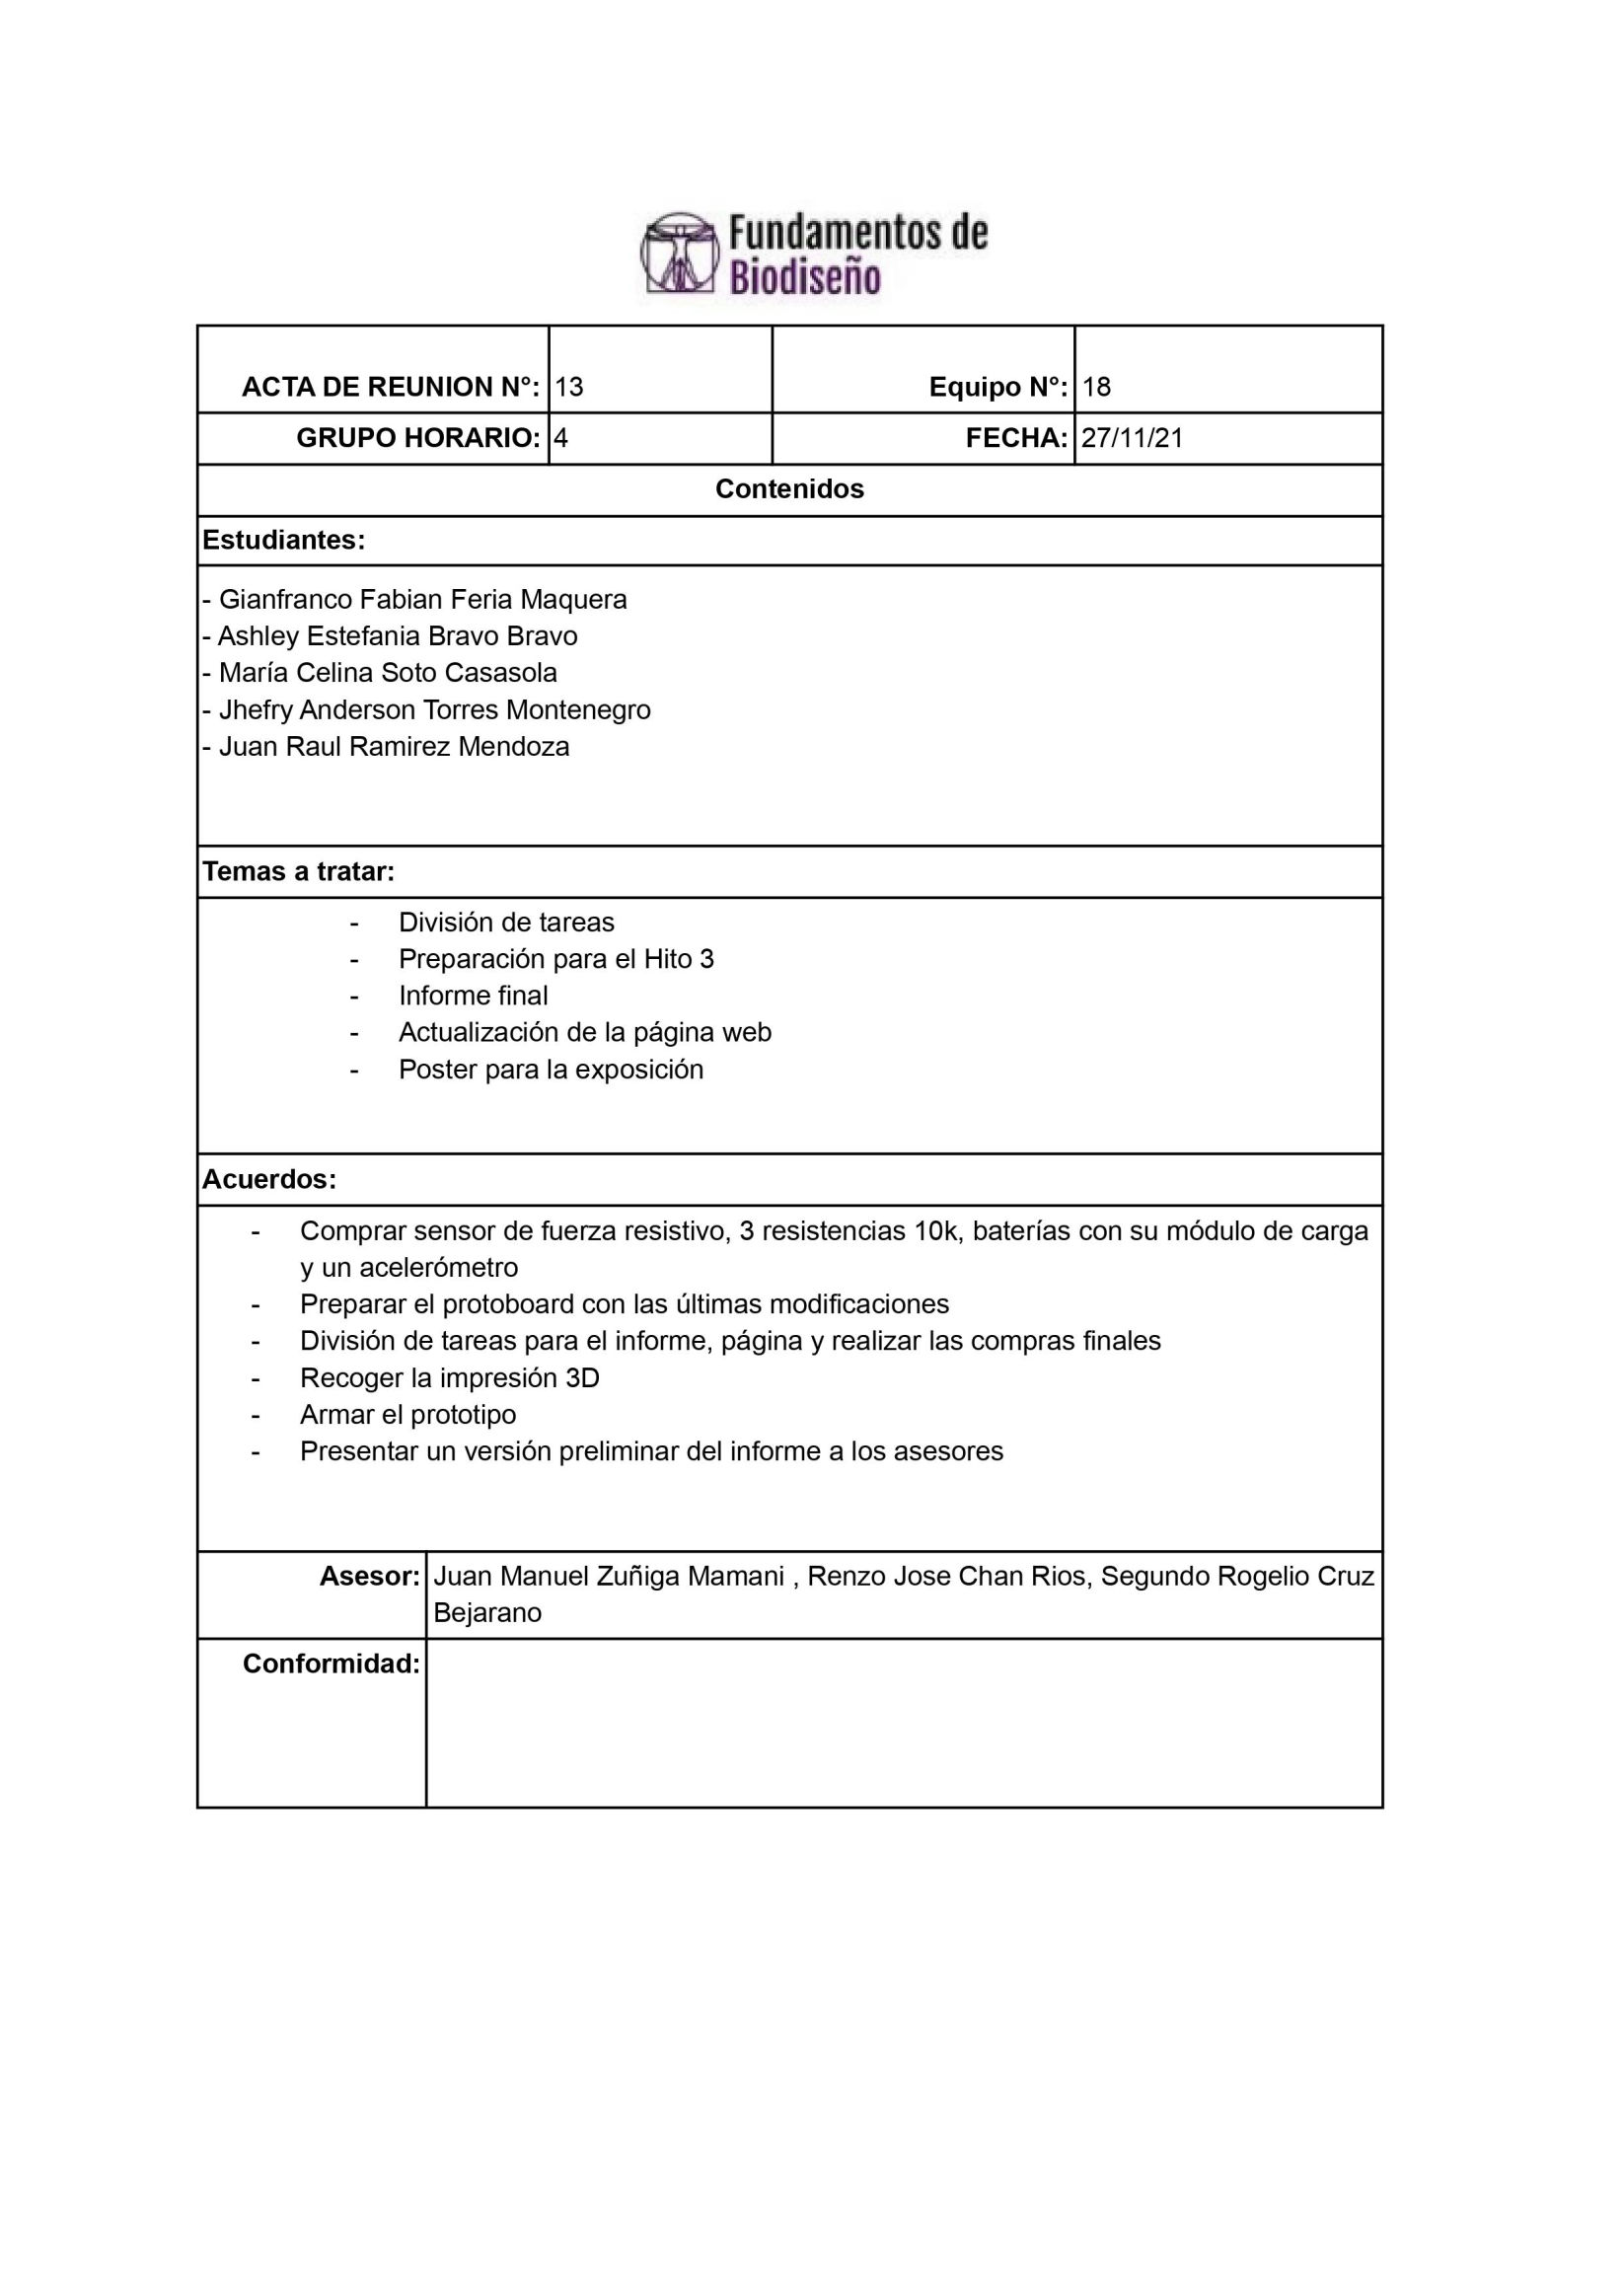 Fundamentos de
Biodiseño
ACTA DE REUNION N°: 13 Equipo N°: 18
GRUPO HORARIO: 4 FECHA: 27/11/21
Contenidos
Estudiantes:
- Gianfranco Fabian Feria Maquera
- Ashley Estefania Bravo Bravo
- María Celina Soto Casasola
- Jhefry Anderson Torres Montenegro
- Juan Raul Ramirez Mendoza
Temas a tratar:
- División de tareas
- Preparación para el Hito 3
- Informe final
- Actualización de la página web
- Poster para la exposición
Acuerdos:
- Comprar sensor de fuerza resistivo, 3 resistencias 10k, baterías con su módulo de carga
y un acelerómetro
- Preparar el protoboard con las últimas modificaciones
- División de tareas para el informe, página y realizar las compras finales
- Recoger la impresión 3D
- Armar el prototipo
- Presentar un versión preliminar del informe a los asesores
Asesor: Juan Manuel Zuñiga Mamani , Renzo Jose Chan Rios, Segundo Rogelio Cruz
Bejarano
Conformidad: